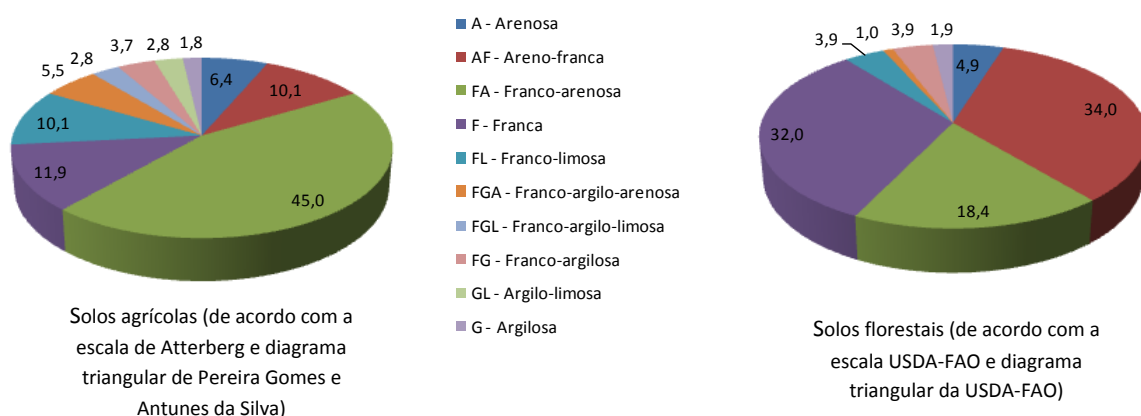 1,8
2,8
3,7
2,8
5,5
6,4
10,1
10,1
11,9
45,0
Solos agrícolas (de acordo com a
escala de Atterberg e diagrama
triangular de Pereira Gomes e
Antunes da Silva)
A - Arenosa
AF - Areno-franca
FA - Franco-arenosa
F - Franca
FL - Franco-limosa
FGA - Franco-argilo-arenosa
FGL - Franco-argilo-limosa
FG - Franco-argilosa
GL - Argilo-limosa
G - Argilosa
3,9
1,0
3,9
1,9
4,9
34,0
32,0
18,4
Solos florestais (de acordo com a
escala USDA-FAO e diagrama
triangular da USDA-FAO)